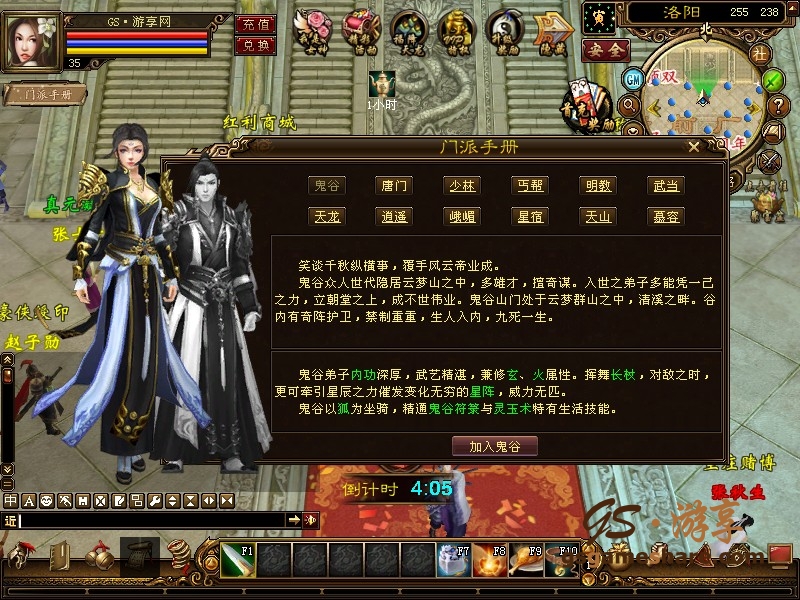 GS·游享网
35
充值
兑换
洛阳
255 238
北
安全
社
GM
门派手册
1小时
红利商城
门派手册
鬼谷 唐门 少林 丐帮 明教 武当
天龙 逍遥 峨嵋 星宿 天山 慕容
笑谈千秋纵横事，覆手风云帝业成。
鬼谷众人世代隐居云梦山之中，多雄才，擅奇谋。入世之弟子多能凭一己
之力，立朝堂之上，成不世伟业。鬼谷山门处于云梦群山之中，清溪之畔。谷
内有奇阵护卫，禁制重重，生人入内，九死一生。
鬼谷弟子内功深厚，武艺精湛，兼修玄、火属性。挥舞长杖，对敌之时，
更可牵引星辰之力催发变化无穷的星阵，威力无匹。
鬼谷以狐为坐骑，精通鬼谷符箓与灵玉术特有生活技能。
加入鬼谷
赵子勋
张秋生
倒计时 4:05
近
F1 F7 F8 F9 F10
GS·游享